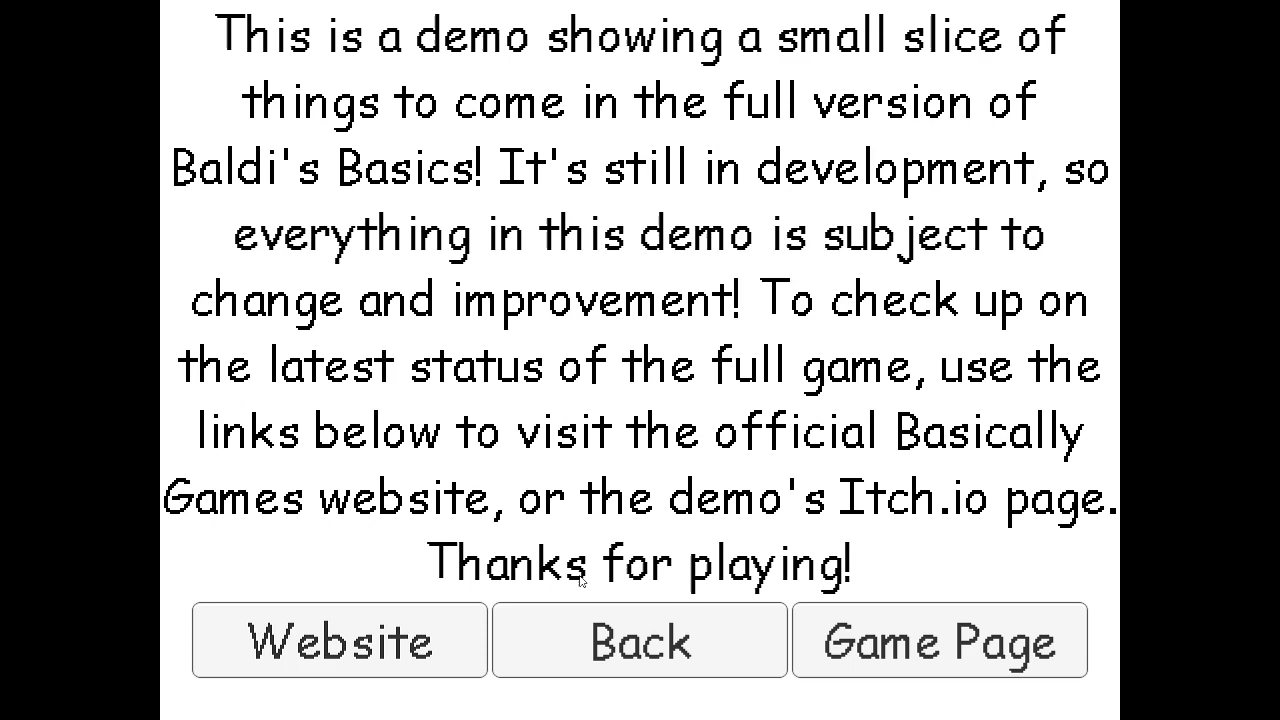 This is a demo showing a small slice of
things to come in the full version of
Baldi's Basics! It's still in development, so
everything in this demo is subject to
change and improvement! To check up on
the latest status of the full game, use the
links below to visit the official Basically
Games website, or the demo's Itch.io page.
Thanks for playing!
Website
Back
Game Page